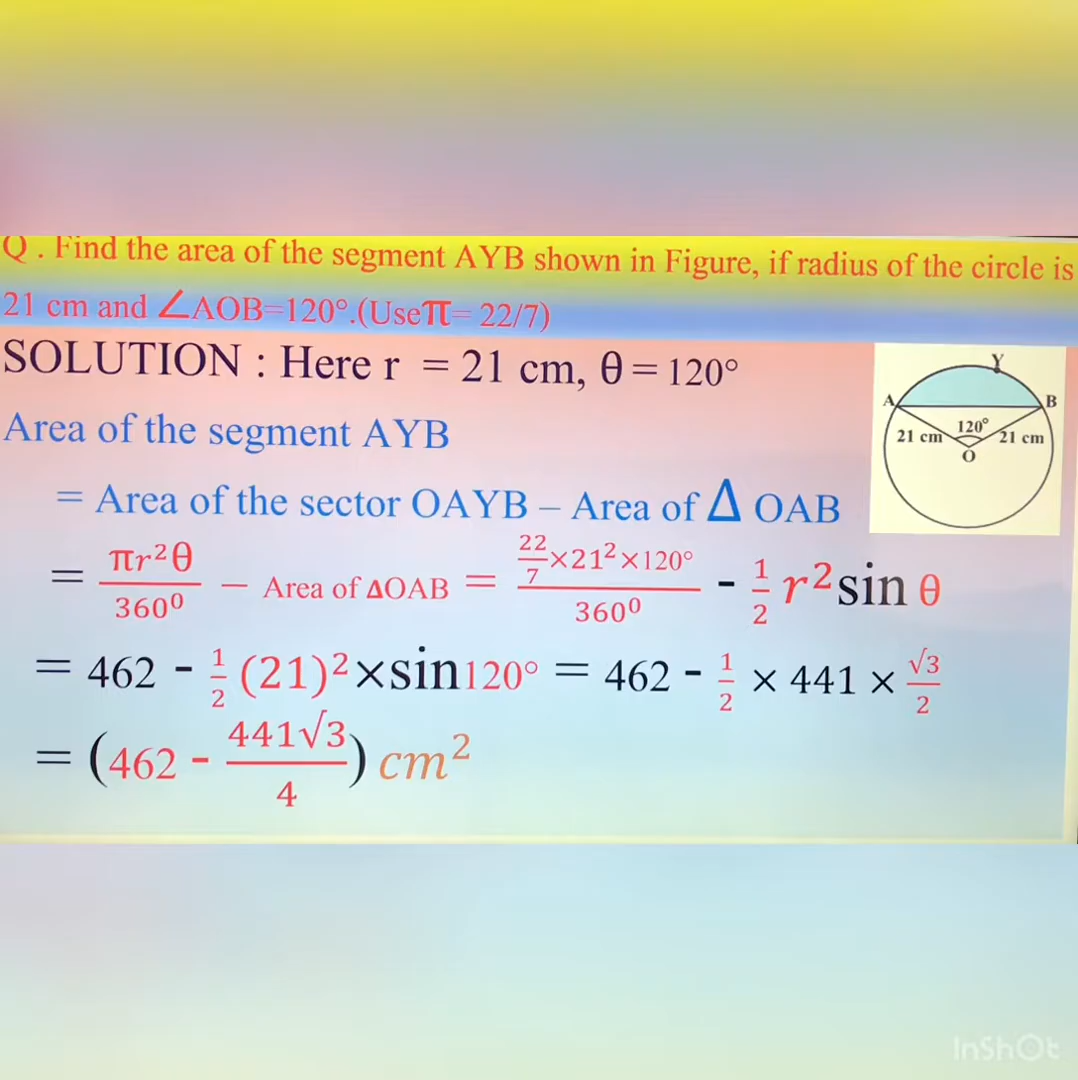 Q . Find the area of the segment AYB shown in Figure, if radius of the circle is
21 cm and ∠AOB=120°.(Useπ= 22/7)
SOLUTION : Here r = 21 cm, θ = 120°
Area of the segment AYB
= Area of the sector OAYB – Area of Δ OAB
= πr²θ/360⁰ – Area of ΔOAB = (22/7×21²×120°)/360⁰ - 1/2 r² sin θ
= 462 - 1/2 (21)²×sin120° = 462 - 1/2 × 441 × √3/2
= (462 - 441√3/4) cm²
Y
A
B
120°
21 cm
21 cm
O
InShOt